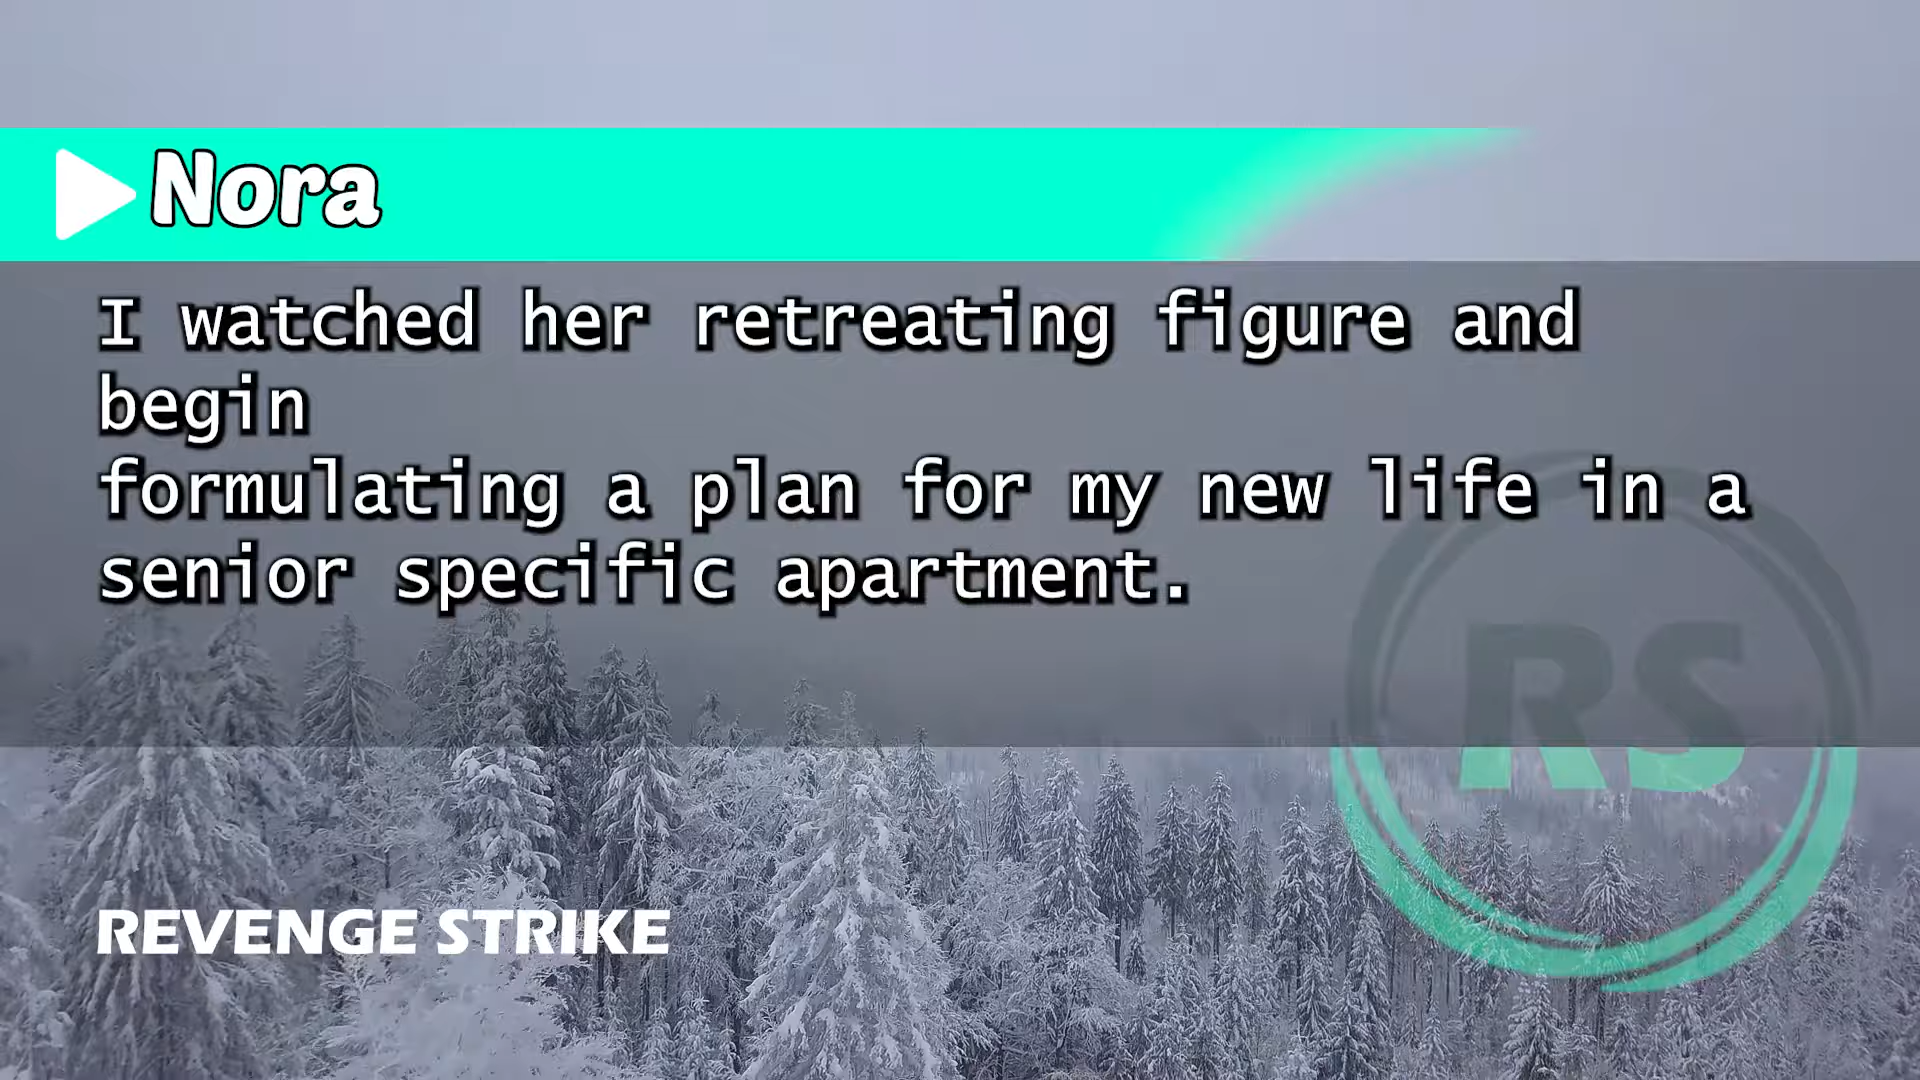 Nora
I watched her retreating figure and
begin
formulating a plan for my new life in a
senior specific apartment.
RS
REVENGE STRIKE